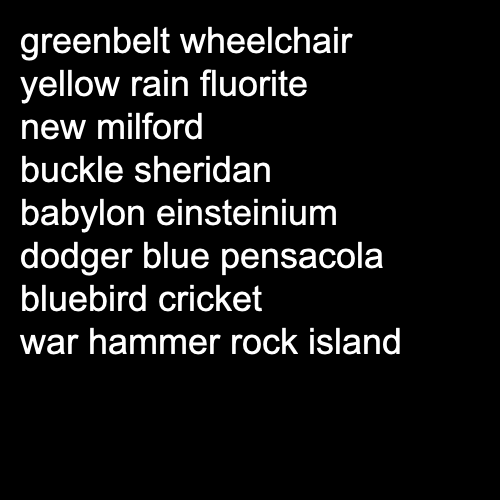 greenbelt wheelchair
yellow rain fluorite
new milford
buckle sheridan
babylon einsteinium
dodger blue pensacola
bluebird cricket
war hammer rock island